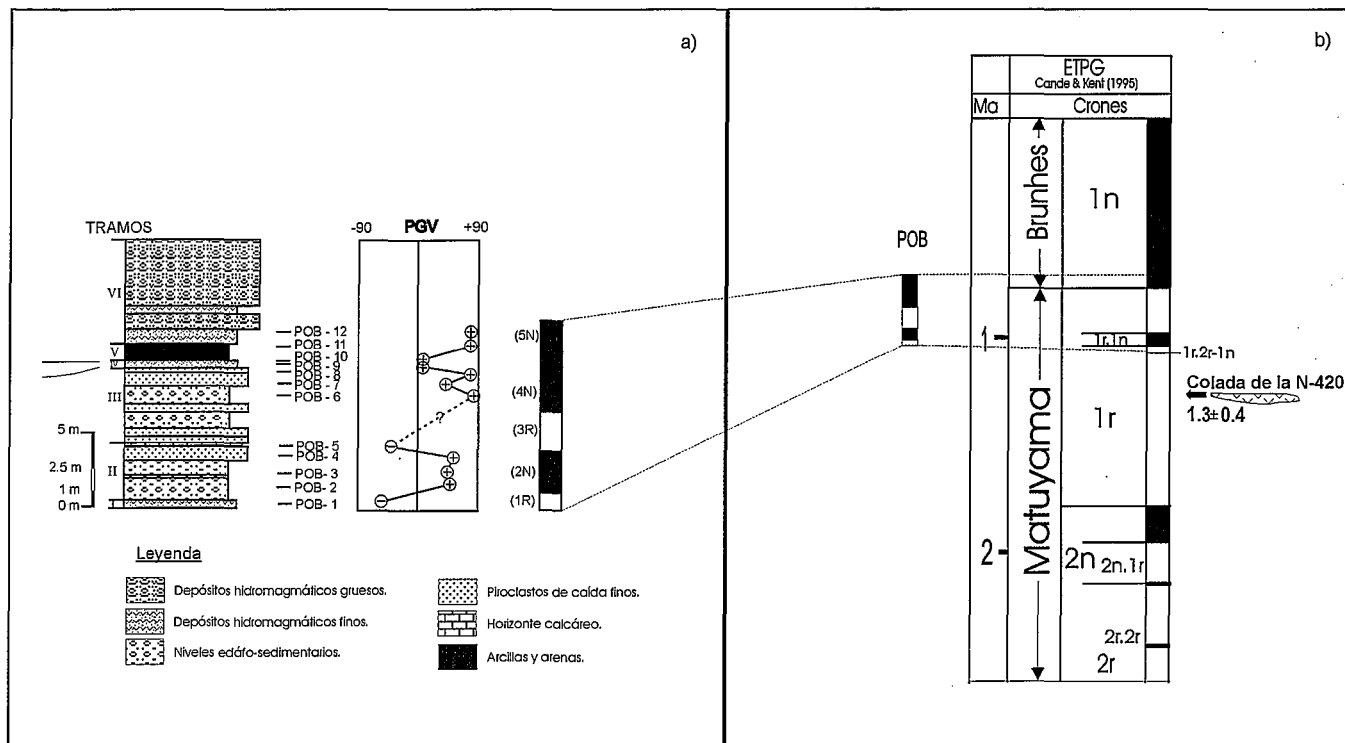 a)
TRAMOS
-90 PGV +90
VI
V
IV
III
II
I
5 m
2.5 m
1 m
0 m
POB - 12
POB - 11
POB - 10
POB - 9
POB - 8
POB - 7
POB - 6
POB - 5
POB - 4
POB - 3
POB - 2
POB - 1
?
(5N)
(4N)
(3R)
(2N)
(1R)
Leyenda
Depósitos hidromagmáticos gruesos.
Depósitos hidromagmáticos finos.
Niveles edáfo-sedimentarios.
Piroclastos de caída finos.
Horizonte calcáreo.
Arcillas y arenas.
b)
POB
ETPG
Cande & Kent (1995)
Ma
Crones
Brunhes
Matuyama
1n
1
1r.1n
1r.2r-1n
1r
Colada de la N-420
1.3±0.4
2
2n
2n.1r
2r.2r
2r